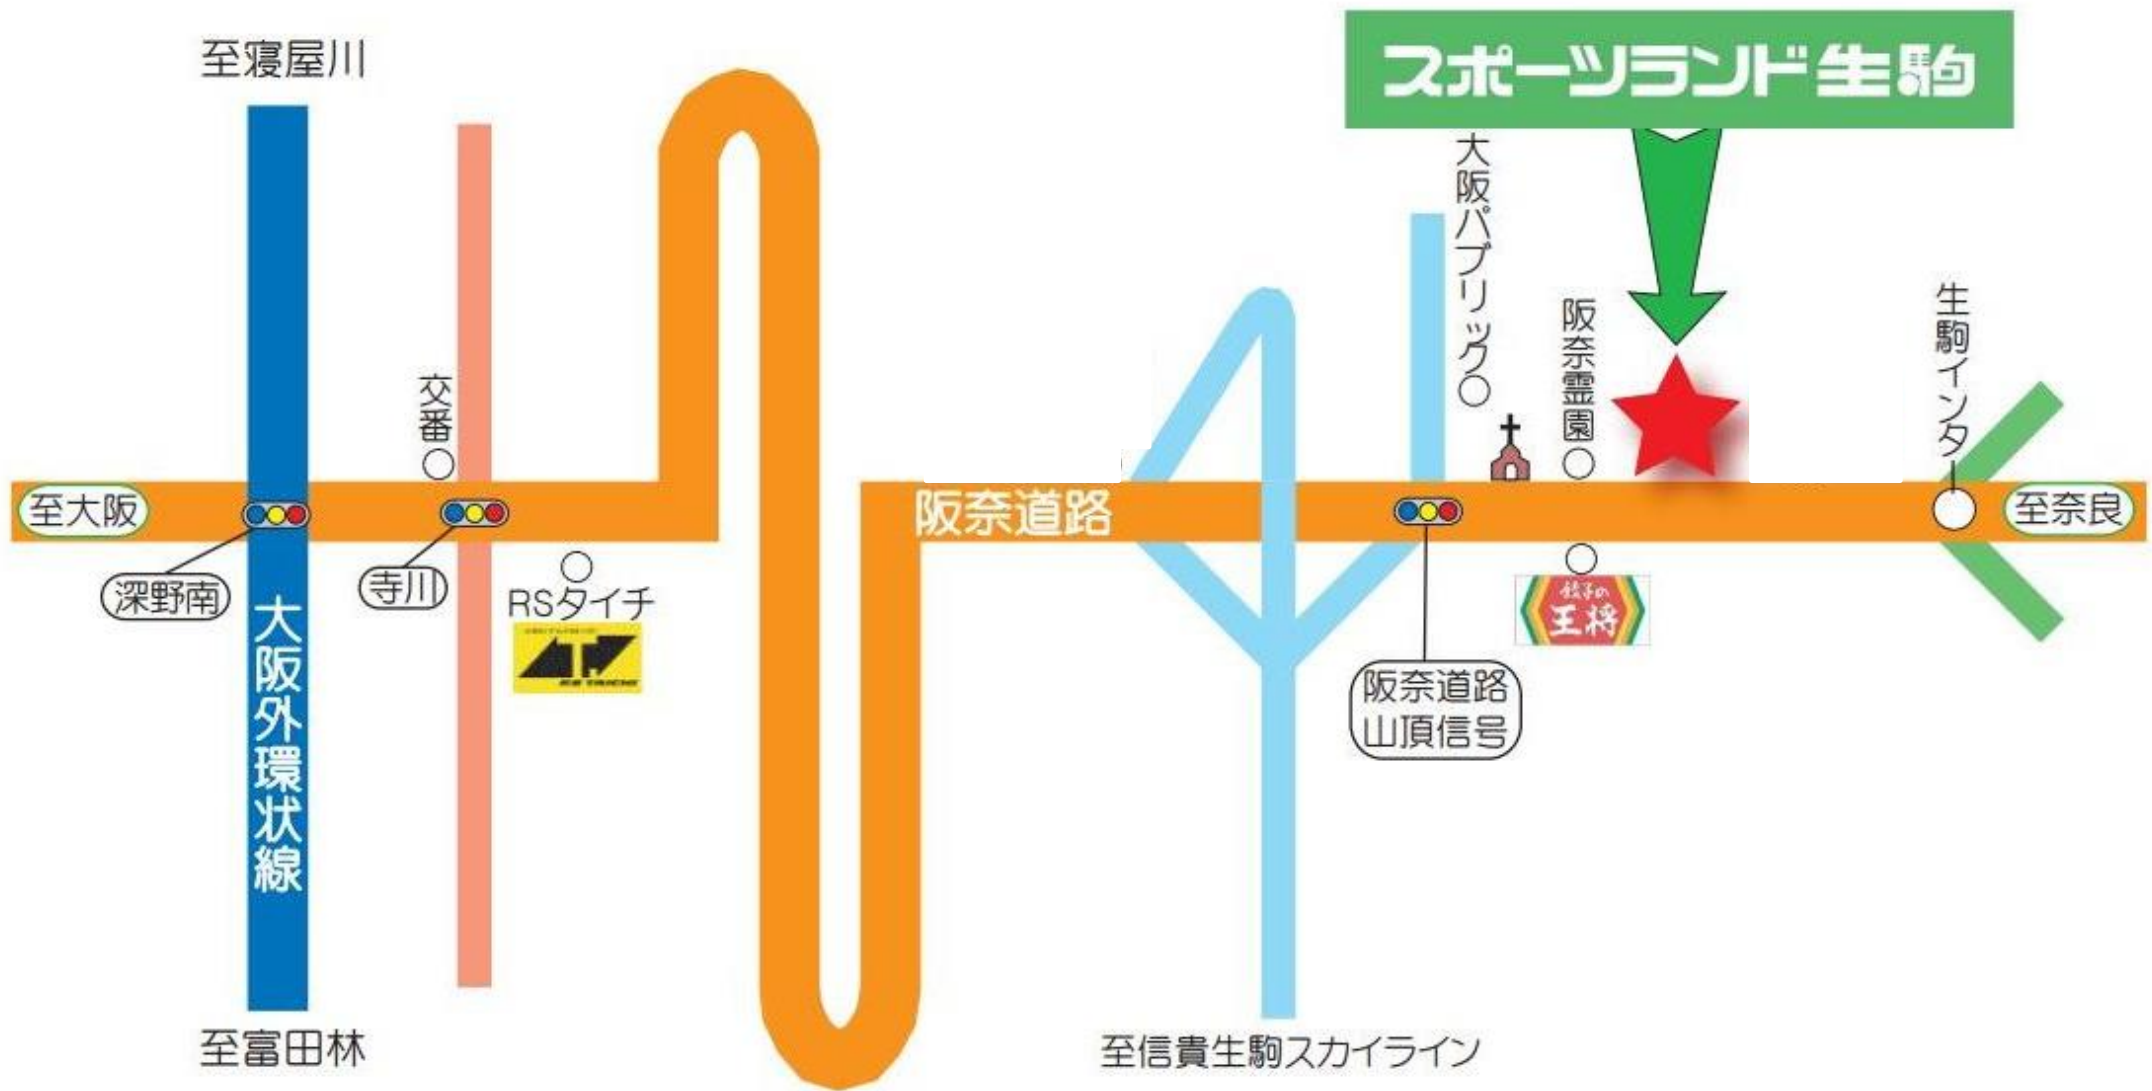 至寝屋川
スポーツランド生駒
大阪パブリック
阪奈霊園
生駒インター
交番
至大阪
阪奈道路
至奈良
深野南
寺川
RSタイチ
RS TAICHI
餃子の
王将
大阪外環状線
阪奈道路
山頂信号
至富田林
至信貴生駒スカイライン